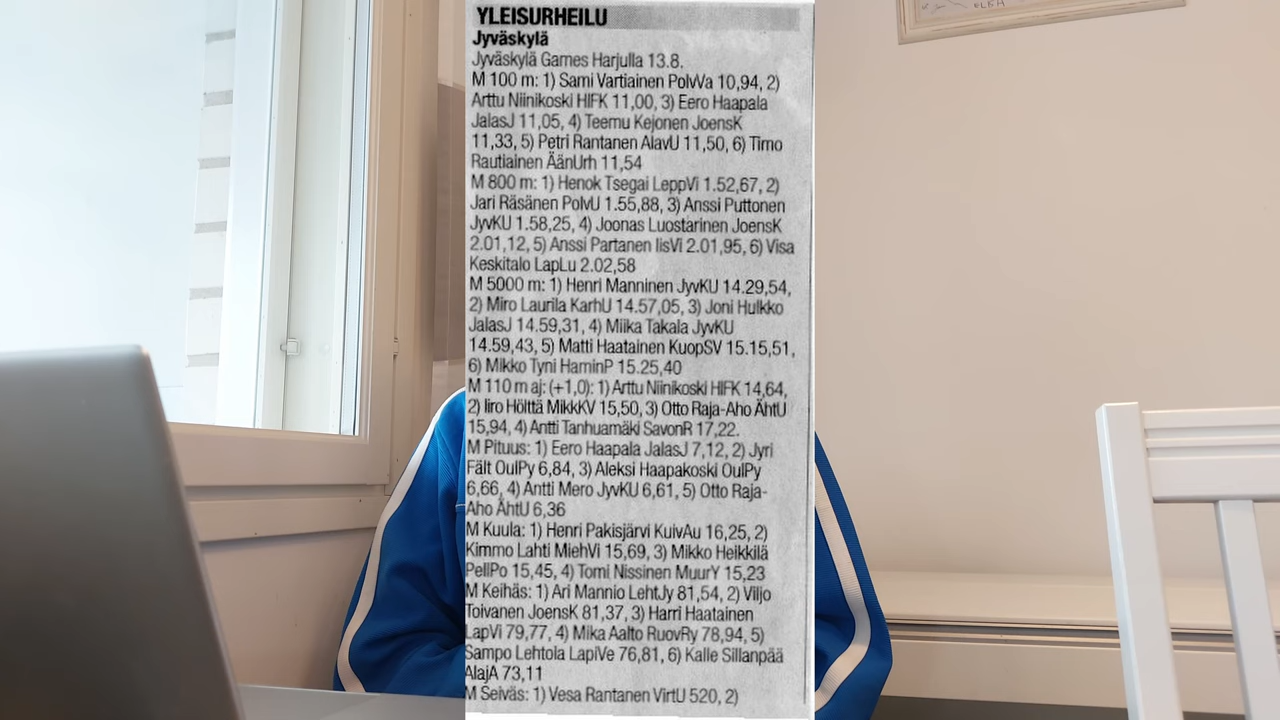 YLEISURHEILU
Jyväskylä
Jyväskylä Games Harjulla 13.8.
M 100 m: 1) Sami Vartiainen PolvVa 10,94, 2)
Arttu Niinikoski HIFK 11,00, 3) Eero Haapala
JalasJ 11,05, 4) Teemu Kejonen JoensK
11,33, 5) Petri Rantanen AlavU 11,50, 6) Timo
Rautiainen ÄänUrh 11,54
M 800 m: 1) Henok Tsegai LeppVi 1.52,67, 2)
Jari Räsänen PolvU 1.55,88, 3) Anssi Puttonen
JyvKU 1.58,25, 4) Joonas Luostarinen JoensK
2.01,12, 5) Anssi Partanen IisVi 2.01,95, 6) Visa
Keskitalo LapLu 2.02,58
M 5000 m: 1) Henri Manninen JyvKU 14.29,54,
2) Miro Laurila KarhU 14.57,05, 3) Joni Hulkko
JalasJ 14.59,31, 4) Miika Takala JyvKU
14.59,43, 5) Matti Haatainen KuopSV 15.15,51,
6) Mikko Tyni HaminP 15.25,40
M 110 m aj: (+1,0): 1) Arttu Niinikoski HIFK 14,64,
2) Iiro Hölttä MikkKV 15,50, 3) Otto Raja-Aho ÄhtU
15,94, 4) Antti Tanhuamäki SavonR 17,22.
M Pituus: 1) Eero Haapala JalasJ 7,12, 2) Jyri
Fält OulPy 6,84, 3) Aleksi Haapakoski OulPy
6,66, 4) Antti Mero JyvKU 6,61, 5) Otto Raja-
Aho ÄhtU 6,36
M Kuula: 1) Henri Pakisjärvi KuivAu 16,25, 2)
Kimmo Lahti MiehVi 15,69, 3) Mikko Heikkilä
PellPo 15,45, 4) Tomi Nissinen MuurY 15,23
M Keihäs: 1) Ari Mannio LehtJy 81,54, 2) Viljo
Toivanen JoensK 81,37, 3) Harri Haatainen
LapVi 79,77, 4) Mika Aalto RuovRy 78,94, 5)
Sampo Lehtola LapiVe 76,81, 6) Kalle Sillanpää
AlajA 73,11
M Seiväs: 1) Vesa Rantanen VirtU 520, 2)